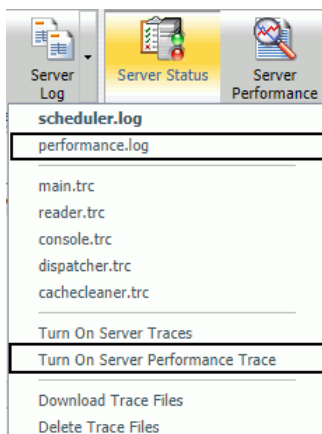 Server Log
Server Status
Server Performance
scheduler.log
performance.log
main.trc
reader.trc
console.trc
dispatcher.trc
cachecleaner.trc
Turn On Server Traces
Turn On Server Performance Trace
Download Trace Files
Delete Trace Files